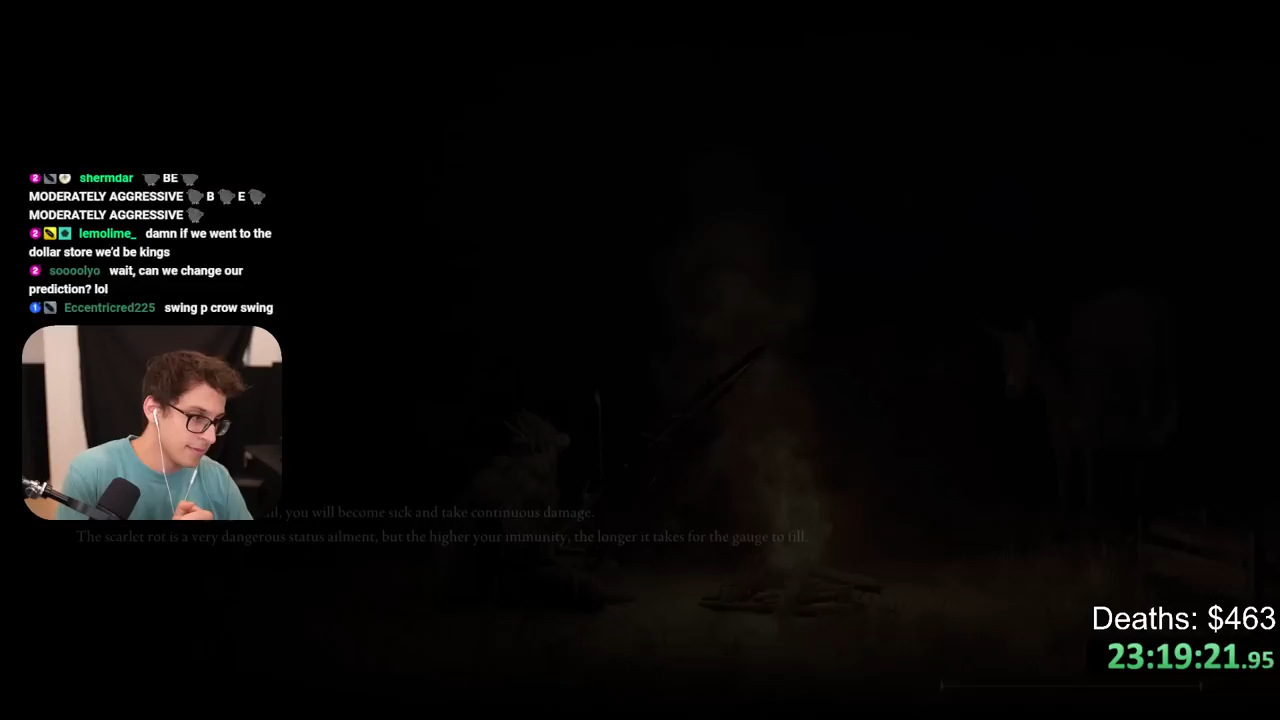 shermdar BE
MODERATELY AGGRESSIVE B E
MODERATELY AGGRESSIVE
lemolime_ damn if we went to the
dollar store we'd be kings
soooolyo wait, can we change our
prediction? lol
Eccentricred225 swing p crow swing
you will become sick and take continuous damage.
The scarlet rot is a very dangerous status ailment, but the higher your immunity, the longer it takes for the gauge to fill.
Deaths: $463
23:19:21.95